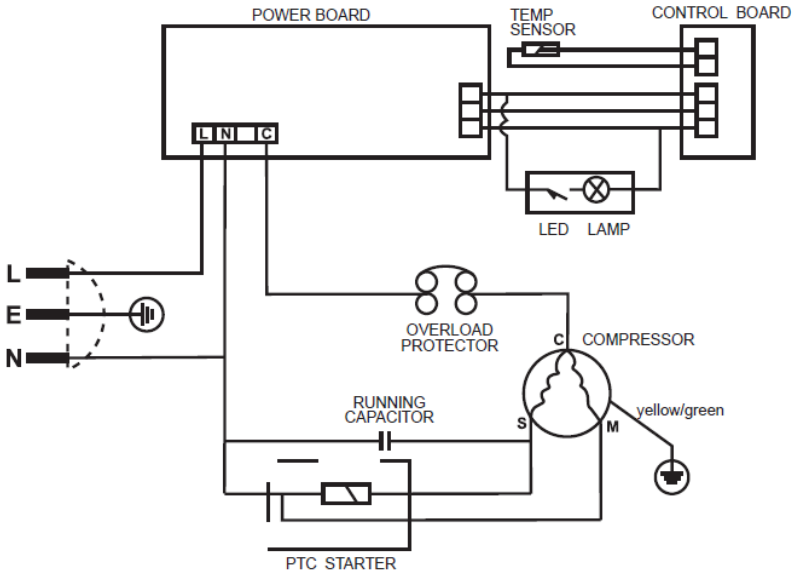 POWER BOARD
TEMP
SENSOR
CONTROL BOARD
L N C
LED LAMP
L
E
N
OVERLOAD
PROTECTOR
C COMPRESSOR
RUNNING
CAPACITOR
yellow/green
S
M
PTC STARTER